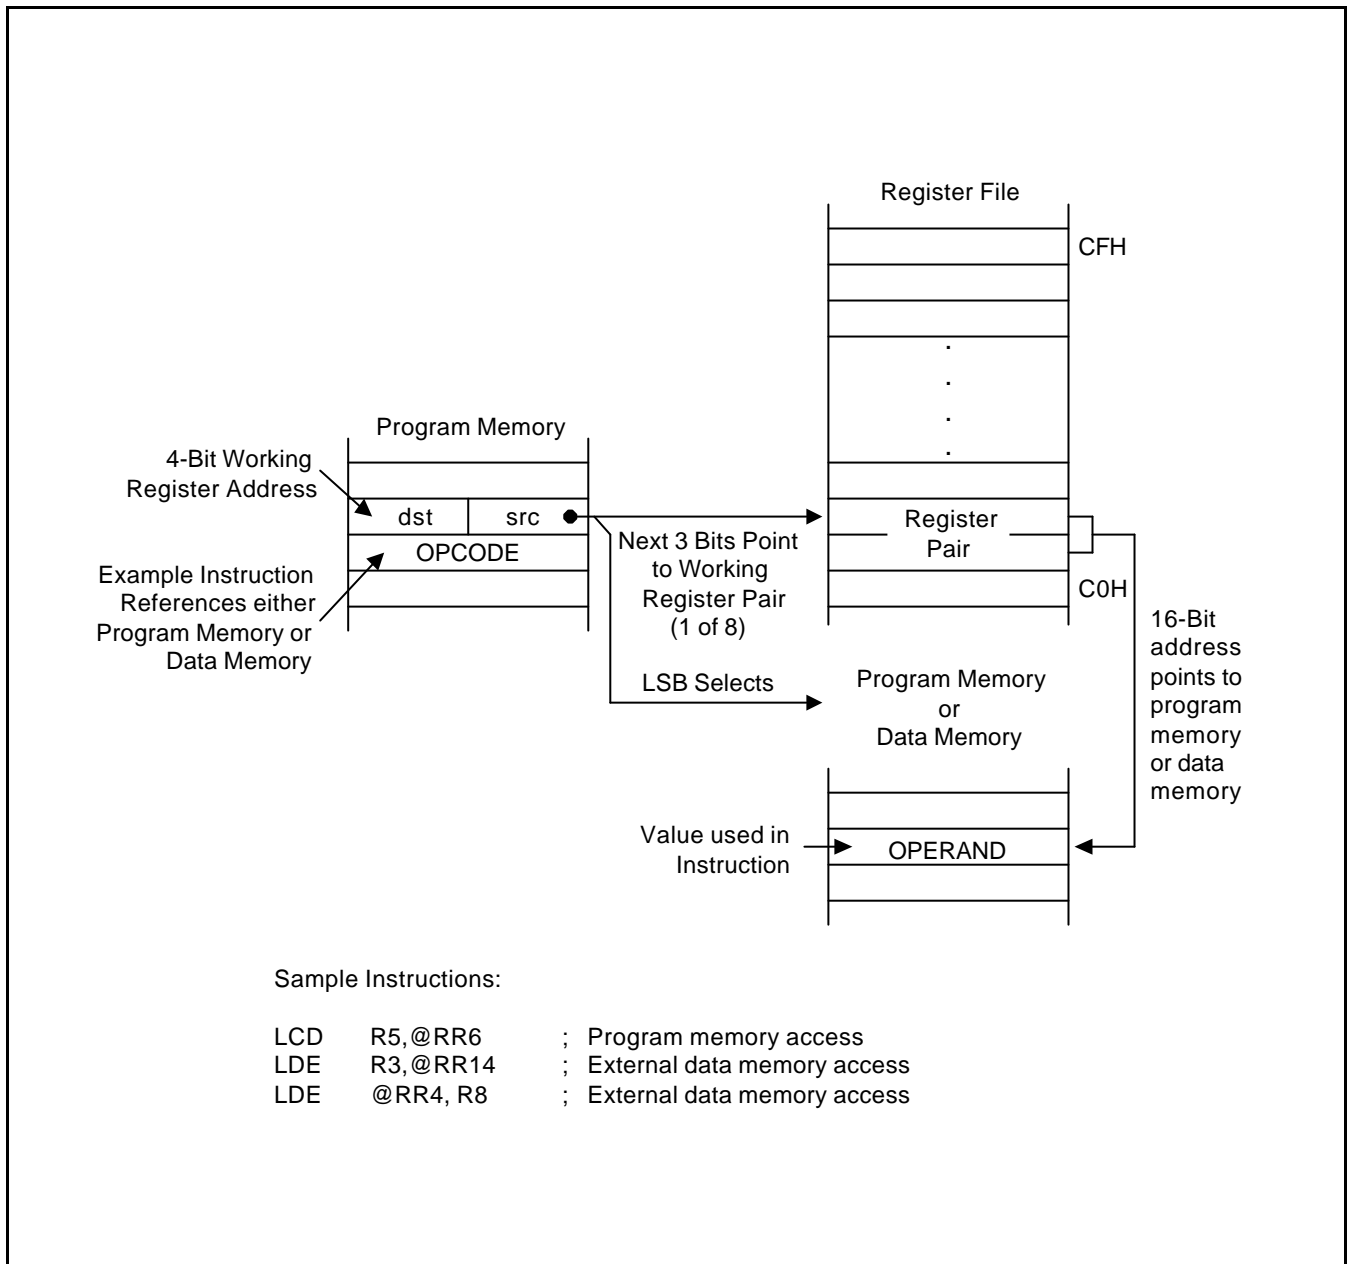 Register File
CFH
.
.
.
.
Program Memory
4-Bit Working
Register Address
dst src
OPCODE
Example Instruction
References either
Program Memory or
Data Memory
Next 3 Bits Point
to Working
Register Pair
(1 of 8)
Register
Pair
C0H
16-Bit
address
points to
program
memory
or data
memory
LSB Selects
Program Memory
or
Data Memory
Value used in
Instruction
OPERAND
Sample Instructions:
LCD R5,@RR6 ; Program memory access
LDE R3,@RR14 ; External data memory access
LDE @RR4, R8 ; External data memory access